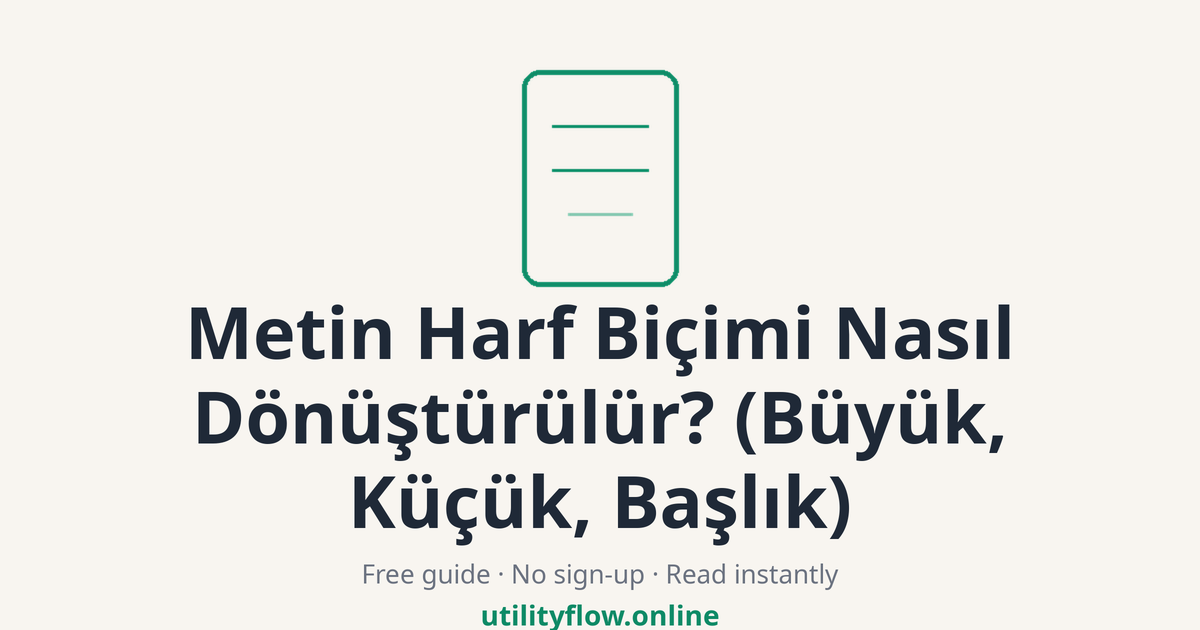 Metin Harf Biçimi Nasıl
Dönüştürülür? (Büyük,
Küçük, Başlık)
Free guide · No sign-up · Read instantly
utilityflow.online